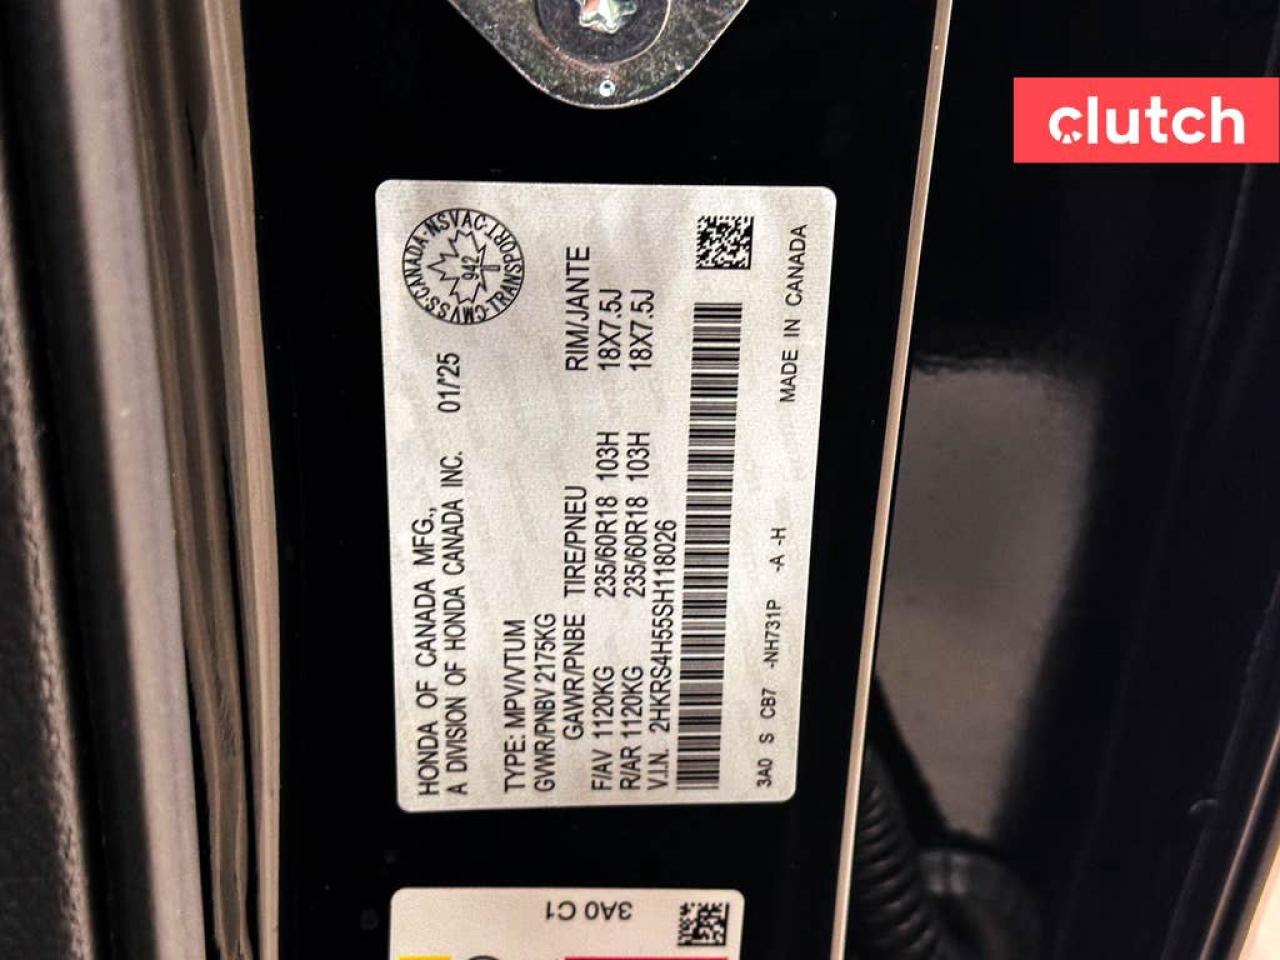 clutch
HONDA OF CANADA MFG.,
A DIVISION OF HONDA CANADA INC. 01/'25
CMVSS·CANADA·NSVAC·TRANSPORT
942
TYPE: MPV/VTUM
GVWR/PNBV 2175KG
GAWR/PNBE TIRE/PNEU RIM/JANTE
F/AV 1120KG 235/60R18 103H 18X7.5J
R/AR 1120KG 235/60R18 103H 18X7.5J
V.I.N. 2HKRS4H55SH118026
3A0 S CB7 -NH731P -A -H MADE IN CANADA
3A0 C1